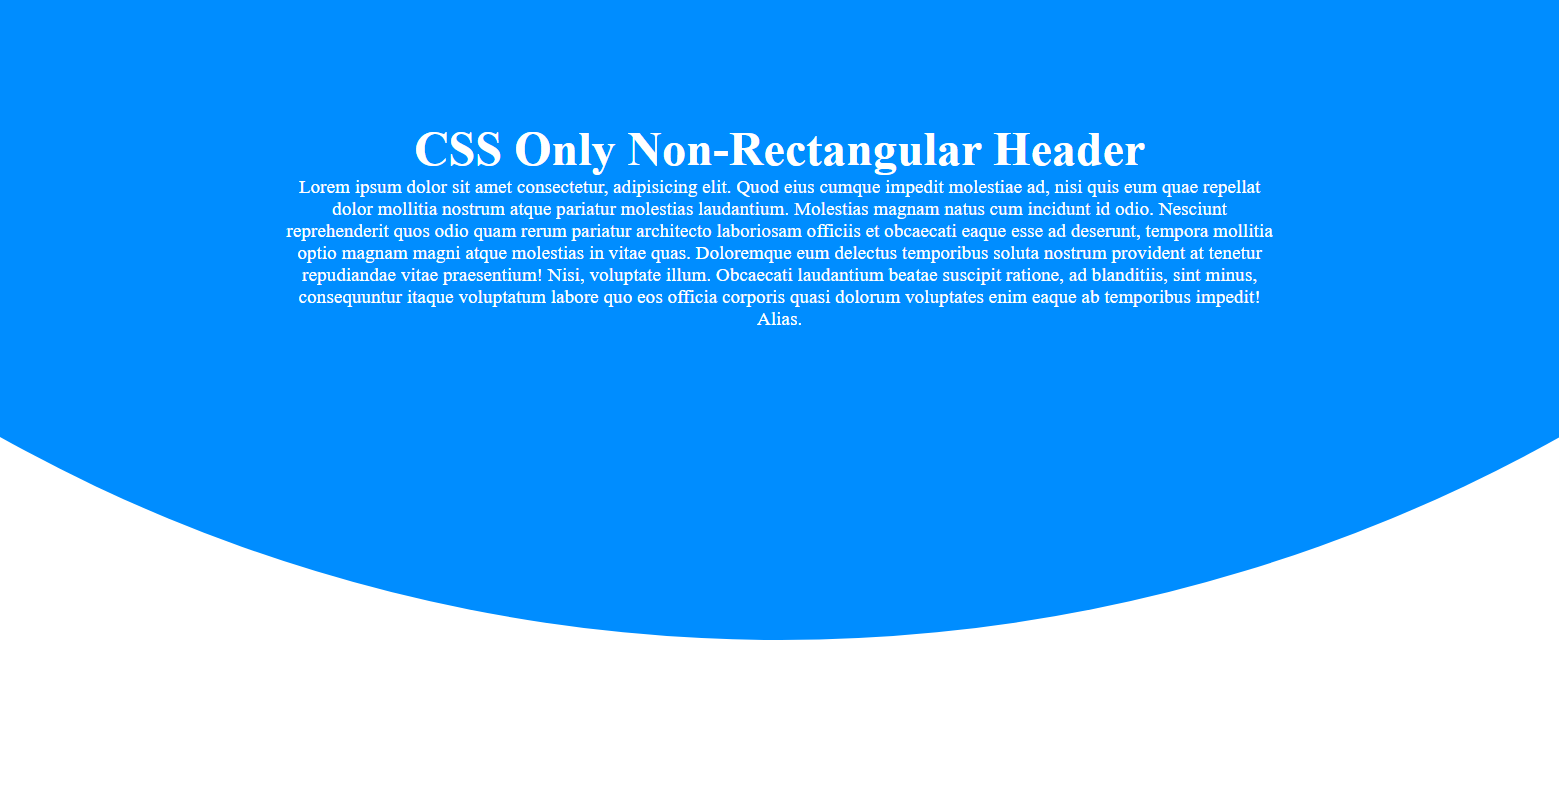 CSS Only Non-Rectangular Header
Lorem ipsum dolor sit amet consectetur, adipisicing elit. Quod eius cumque impedit molestiae ad, nisi quis eum quae repellat
dolor mollitia nostrum atque pariatur molestias laudantium. Molestias magnam natus cum incidunt id odio. Nesciunt
reprehenderit quos odio quam rerum pariatur architecto laboriosam officiis et obcaecati eaque esse ad deserunt, tempora mollitia
optio magnam magni atque molestias in vitae quas. Doloremque eum delectus temporibus soluta nostrum provident at tenetur
repudiandae vitae praesentium! Nisi, voluptate illum. Obcaecati laudantium beatae suscipit ratione, ad blanditiis, sint minus,
consequuntur itaque voluptatum labore quo eos officia corporis quasi dolorum voluptates enim eaque ab temporibus impedit!
Alias.